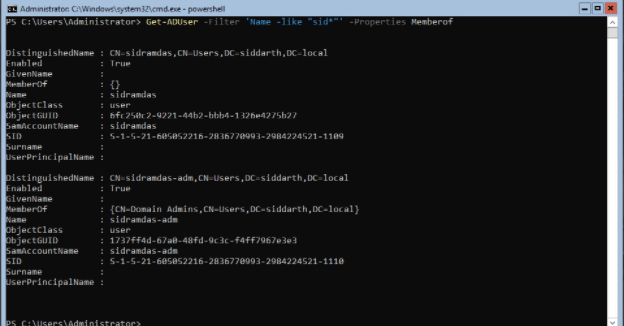 Administrator: C:\Windows\system32\cmd.exe - powershell
PS C:\Users\Administrator> Get-ADUser -Filter 'Name -like "sid*"' -Properties Memberof
DistinguishedName : CN=sidramdas,CN=Users,DC=siddarth,DC=local
Enabled : True
GivenName :
MemberOf : {}
Name : sidramdas
ObjectClass : user
ObjectGUID : 6fc250c2-9221-44b2-bbb4-1326e4275b27
SamAccountName : sidramdas
SID : S-1-5-21-605052216-2836770993-2984224521-1109
Surname :
UserPrincipalName :
DistinguishedName : CN=sidramdas-adm,CN=Users,DC=siddarth,DC=local
Enabled : True
GivenName :
MemberOf : {CN=Domain Admins,CN=Users,DC=siddarth,DC=local}
Name : sidramdas-adm
ObjectClass : user
ObjectGUID : 1737ff4d-67a0-48fd-9c3c-f4ff7967e3e3
SamAccountName : sidramdas-adm
SID : S-1-5-21-605052216-2836770993-2984224521-1110
Surname :
UserPrincipalName :
PS C:\Users\Administrator>